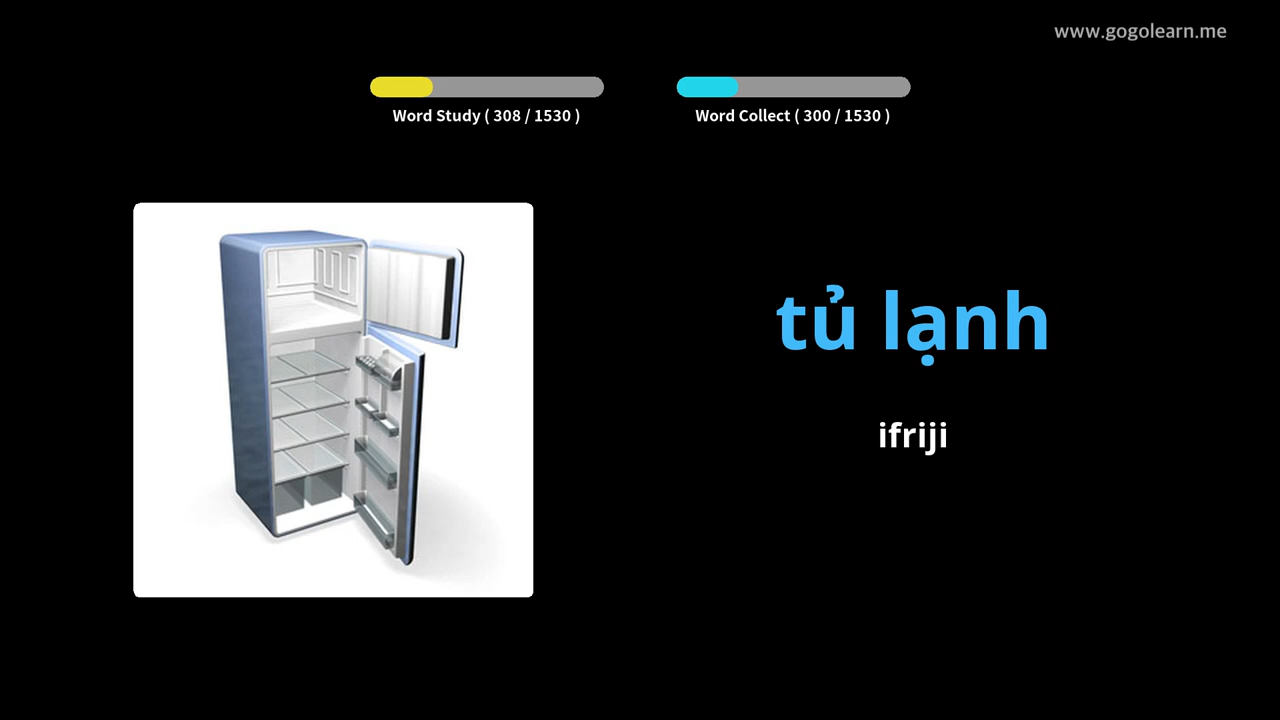 www.gogolearn.me
Word Study ( 308 / 1530 )
Word Collect ( 300 / 1530 )
tủ lạnh
ifriji